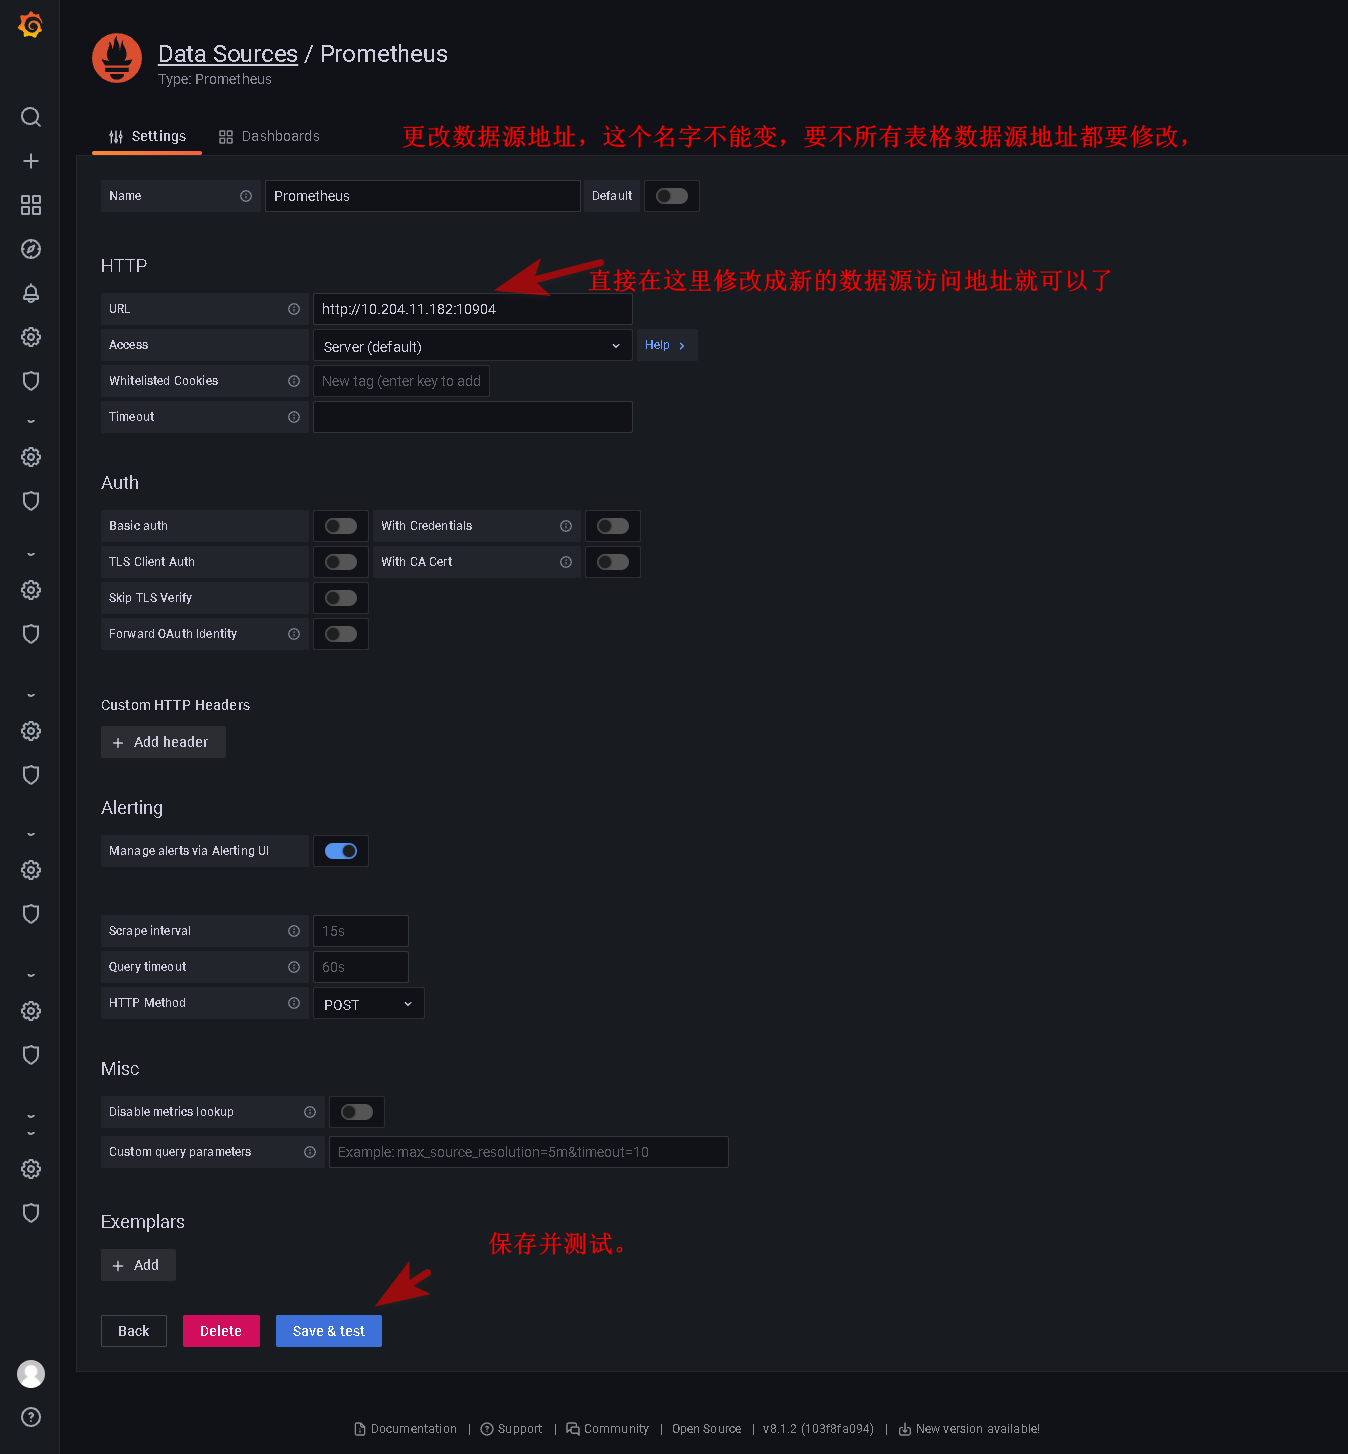 Data Sources / Prometheus
Type: Prometheus
Settings Dashboards
更改数据源地址，这个名字不能变，要不所有表格数据源地址都要修改，
Name Prometheus Default
HTTP
直接在这里修改成新的数据源访问地址就可以了
URL http://10.204.11.182:10904
Access Server (default) Help
Whitelisted Cookies New tag (enter key to add
Timeout
Auth
Basic auth With Credentials
TLS Client Auth With CA Cert
Skip TLS Verify
Forward OAuth Identity
Custom HTTP Headers
+ Add header
Alerting
Manage alerts via Alerting UI
Scrape interval 15s
Query timeout 60s
HTTP Method POST
Misc
Disable metrics lookup
Custom query parameters Example: max_source_resolution=5m&timeout=10
Exemplars
保存并测试。
+ Add
Back Delete Save & test
Documentation | Support | Community | Open Source | v8.1.2 (103f8fa094) | New version available!